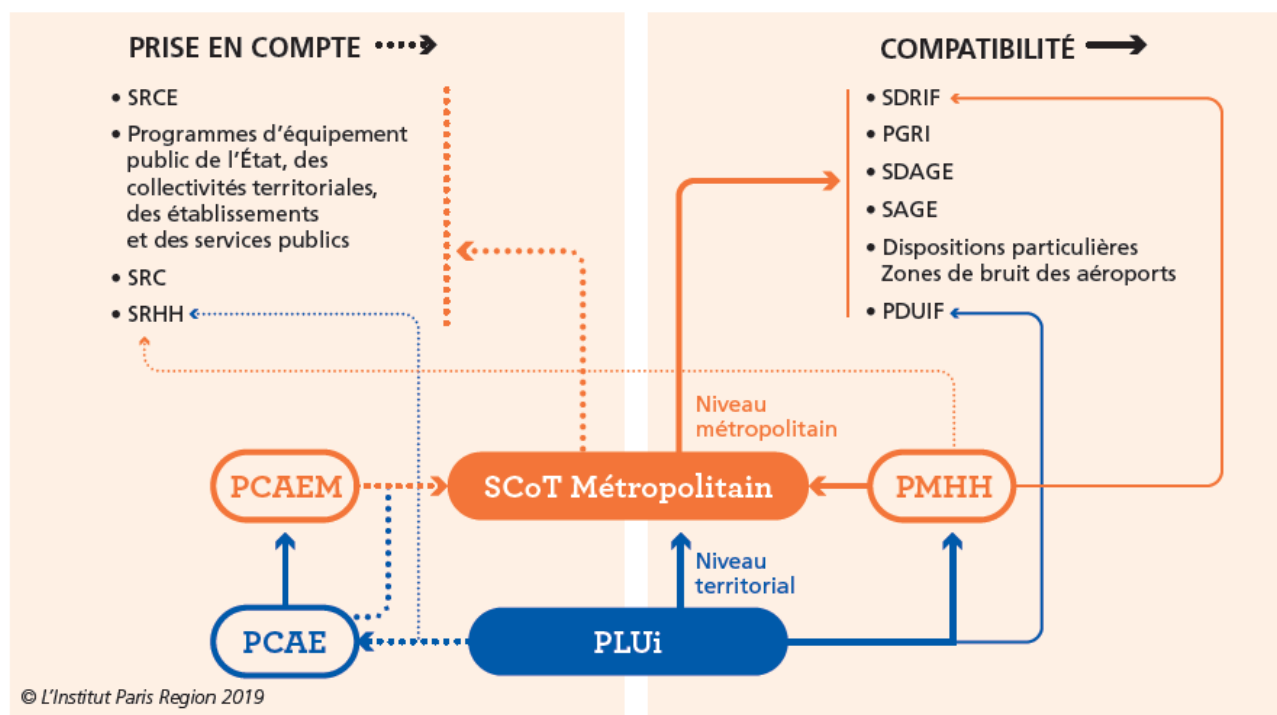 PRISE EN COMPTE
• SRCE
• Programmes d’équipement
public de l’État, des
collectivités territoriales,
des établissements
et des services publics
• SRC
• SRHH
COMPATIBILITÉ
• SDRIF
• PGRI
• SDAGE
• SAGE
• Dispositions particulières
Zones de bruit des aéroports
• PDUIF
Niveau
métropolitain
PCAEM
SCoT Métropolitain
PMHH
Niveau
territorial
PCAE
PLUi
© L’Institut Paris Region 2019